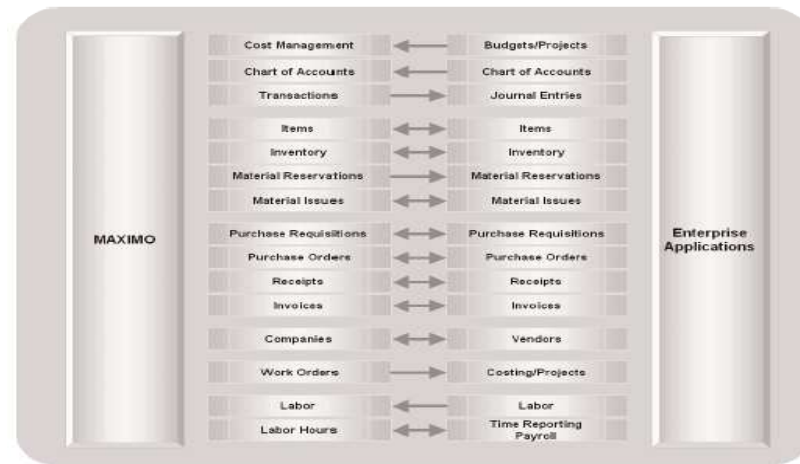 MAXIMO
Cost Management
Budgets/Projects
Chart of Accounts
Chart of Accounts
Transactions
Journal Entries
Items
Items
Inventory
Inventory
Material Reservations
Material Reservations
Material Issues
Material Issues
Purchase Requisitions
Purchase Requisitions
Purchase Orders
Purchase Orders
Receipts
Receipts
Invoices
Invoices
Companies
Vendors
Work Orders
Costing/Projects
Labor
Labor
Labor Hours
Time Reporting
Payroll
Enterprise
Applications